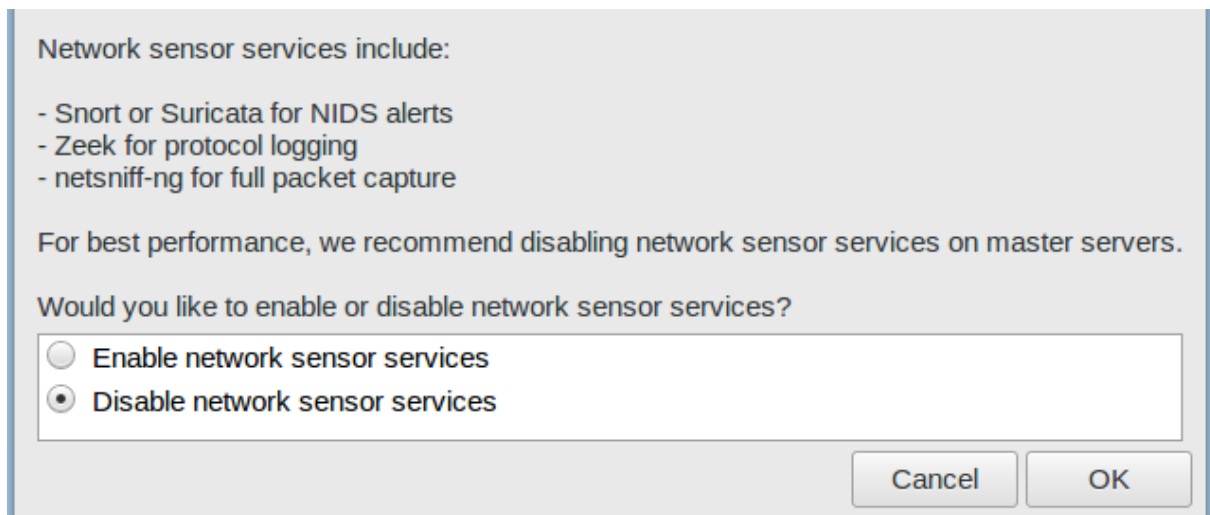 Network sensor services include:
- Snort or Suricata for NIDS alerts
- Zeek for protocol logging
- netsniff-ng for full packet capture
For best performance, we recommend disabling network sensor services on master servers.
Would you like to enable or disable network sensor services?
Enable network sensor services
Disable network sensor services
Cancel OK